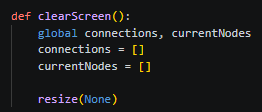 def clearScreen():
    global connections, currentNodes
    connections = []
    currentNodes = []

    resize(None)